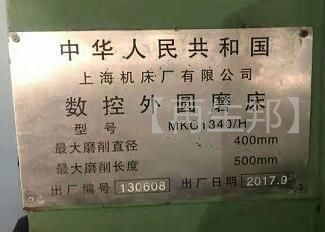 中华人民共和国
上海机床厂有限公司
数控外圆磨床
型号 MKC1340/H
最大磨削直径 400mm
最大磨削长度 500mm
出厂编号 130608 出厂日期 2017.9